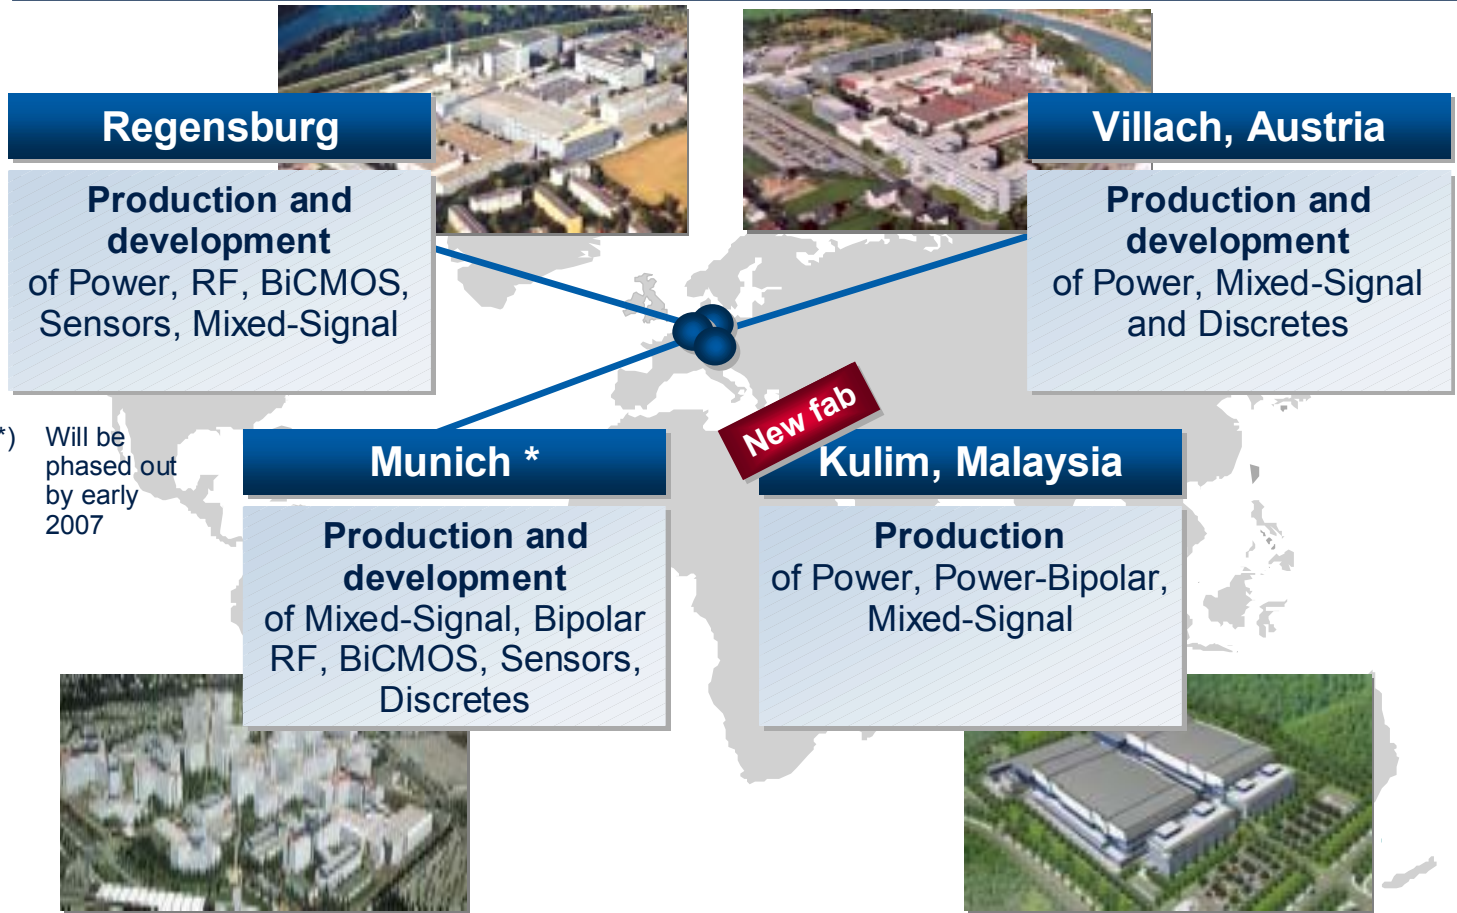 Regensburg
Production and
development
of Power, RF, BiCMOS,
Sensors, Mixed-Signal
Villach, Austria
Production and
development
of Power, Mixed-Signal
and Discretes
*) Will be
phased out
by early
2007
Munich *
Production and
development
of Mixed-Signal, Bipolar
RF, BiCMOS, Sensors,
Discretes
New fab
Kulim, Malaysia
Production
of Power, Power-Bipolar,
Mixed-Signal